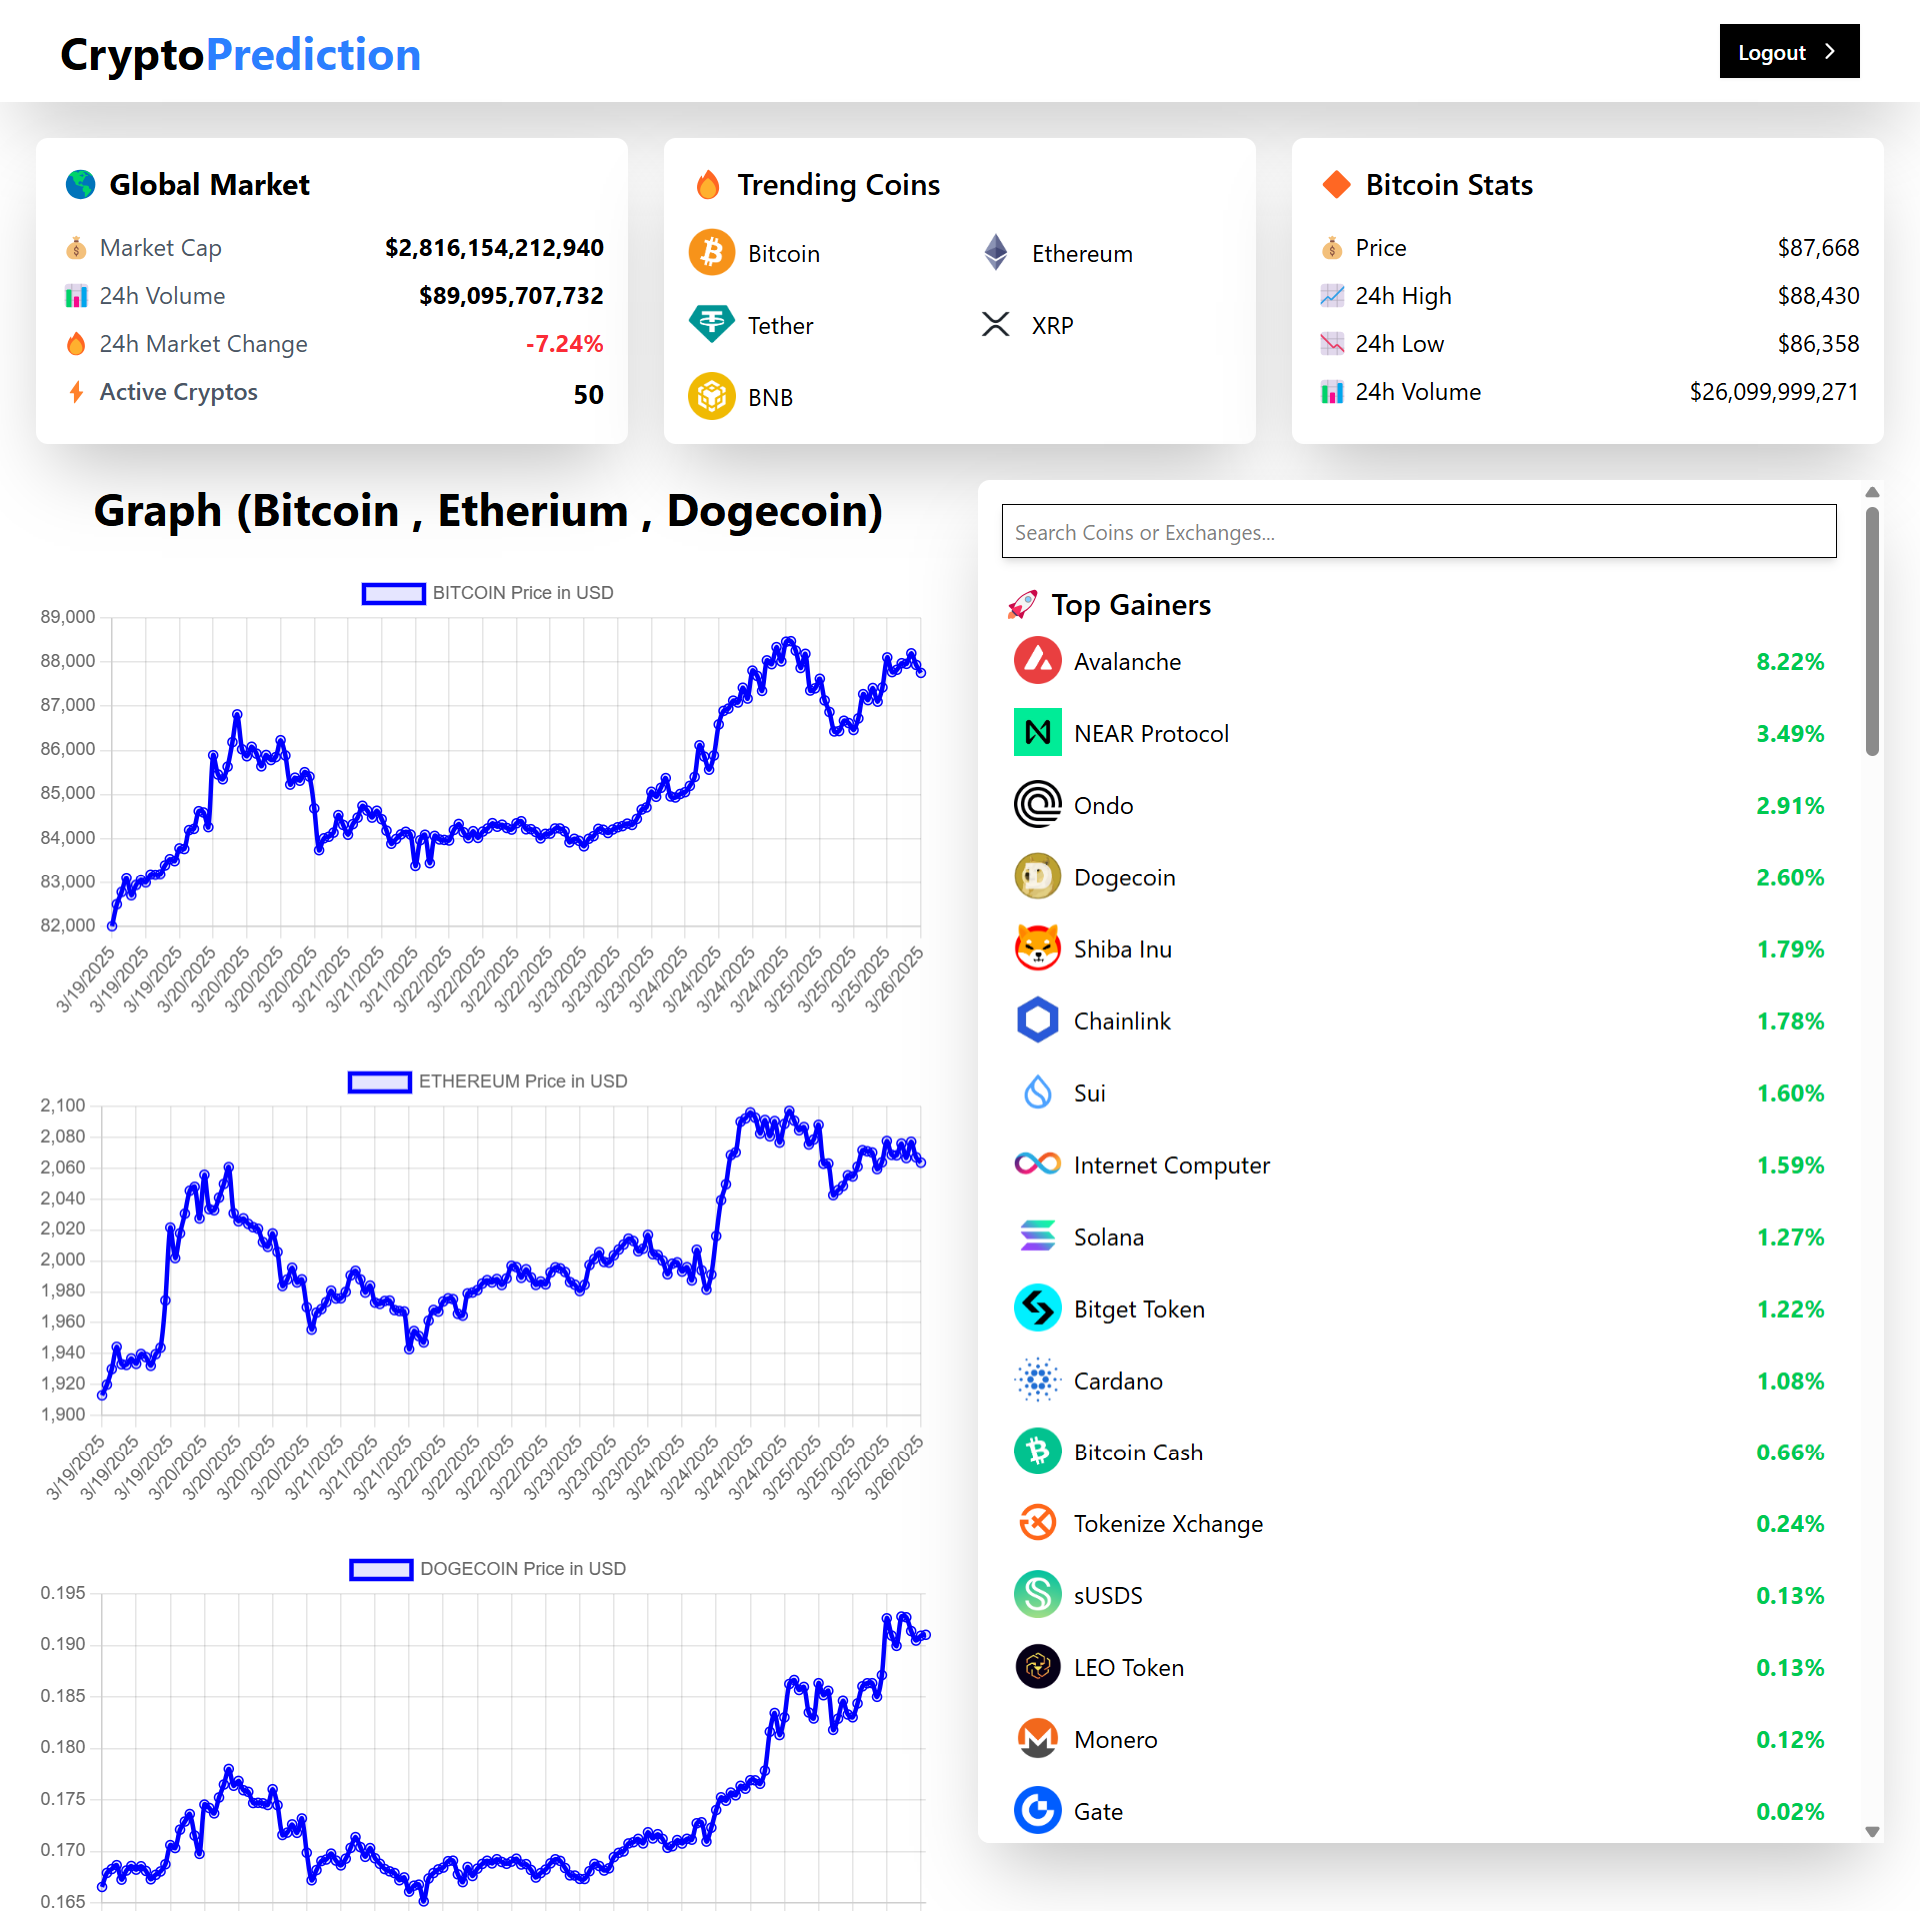 CryptoPrediction
Logout
Global Market
Market Cap $2,816,154,212,940
24h Volume $89,095,707,732
24h Market Change -7.24%
Active Cryptos 50
Trending Coins
Bitcoin Ethereum
Tether XRP
BNB
Bitcoin Stats
Price $87,668
24h High $88,430
24h Low $86,358
24h Volume $26,099,999,271
Graph (Bitcoin , Etherium , Dogecoin)
BITCOIN Price in USD
89,000
88,000
87,000
86,000
85,000
84,000
83,000
82,000
3/19/2025 3/19/2025 3/19/2025 3/20/2025 3/20/2025 3/20/2025 3/20/2025 3/21/2025 3/21/2025 3/21/2025 3/22/2025 3/22/2025 3/22/2025 3/22/2025 3/23/2025 3/23/2025 3/23/2025 3/24/2025 3/24/2025 3/24/2025 3/24/2025 3/25/2025 3/25/2025 3/25/2025 3/26/2025
ETHEREUM Price in USD
2,100
2,080
2,060
2,040
2,020
2,000
1,980
1,960
1,940
1,920
1,900
3/19/2025 3/19/2025 3/19/2025 3/20/2025 3/20/2025 3/20/2025 3/20/2025 3/21/2025 3/21/2025 3/21/2025 3/22/2025 3/22/2025 3/22/2025 3/22/2025 3/23/2025 3/23/2025 3/23/2025 3/24/2025 3/24/2025 3/24/2025 3/24/2025 3/25/2025 3/25/2025 3/25/2025 3/26/2025
DOGECOIN Price in USD
0.195
0.190
0.185
0.180
0.175
0.170
0.165
Search Coins or Exchanges...
Top Gainers
Avalanche 8.22%
NEAR Protocol 3.49%
Ondo 2.91%
Dogecoin 2.60%
Shiba Inu 1.79%
Chainlink 1.78%
Sui 1.60%
Internet Computer 1.59%
Solana 1.27%
Bitget Token 1.22%
Cardano 1.08%
Bitcoin Cash 0.66%
Tokenize Xchange 0.24%
sUSDS 0.13%
LEO Token 0.13%
Monero 0.12%
Gate 0.02%